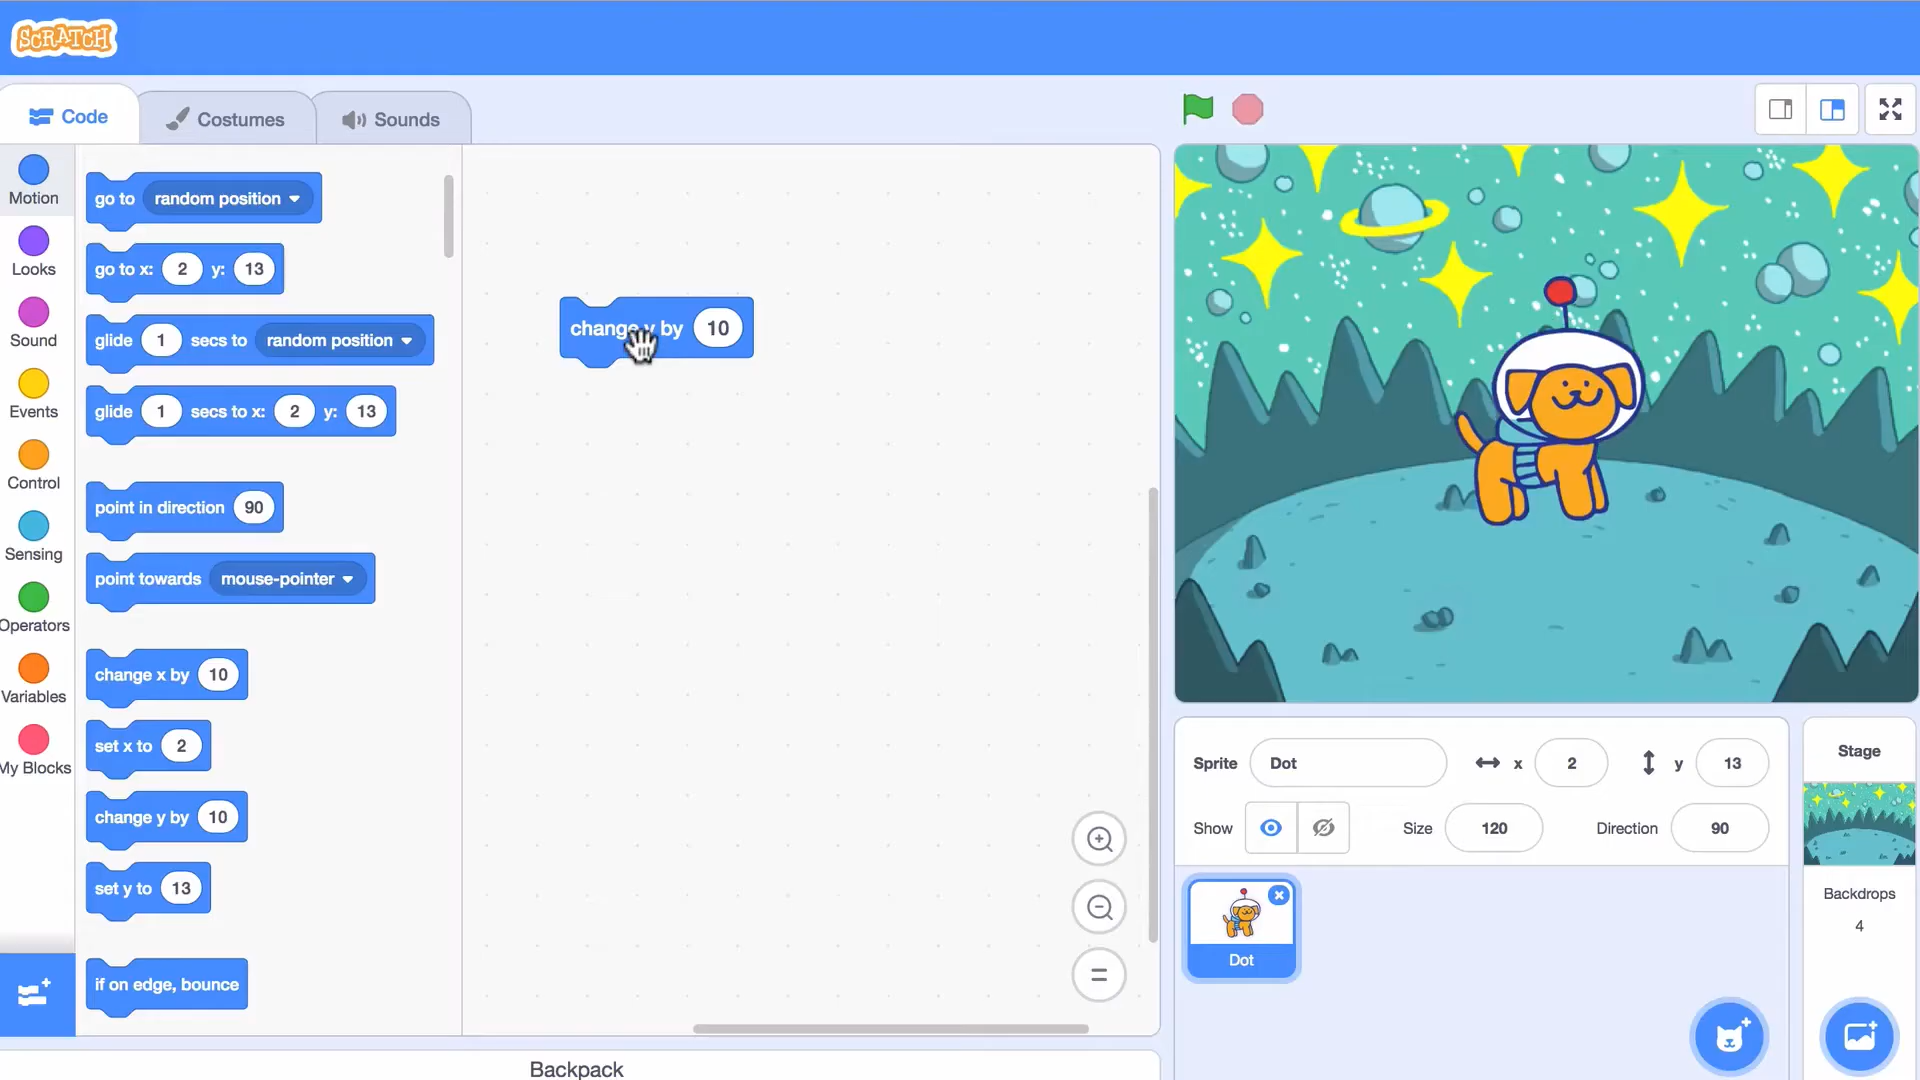 SCRATCH
Code
Costumes
Sounds
Motion
Looks
Sound
Events
Control
Sensing
Operators
Variables
My Blocks
go to random position
go to x: 2 y: 13
glide 1 secs to random position
glide 1 secs to x: 2 y: 13
point in direction 90
point towards mouse-pointer
change x by 10
set x to 2
change y by 10
set y to 13
if on edge, bounce
change y by 10
Backpack
Sprite Dot x 2 y 13
Show Size 120 Direction 90
Dot
Stage
Backdrops
4